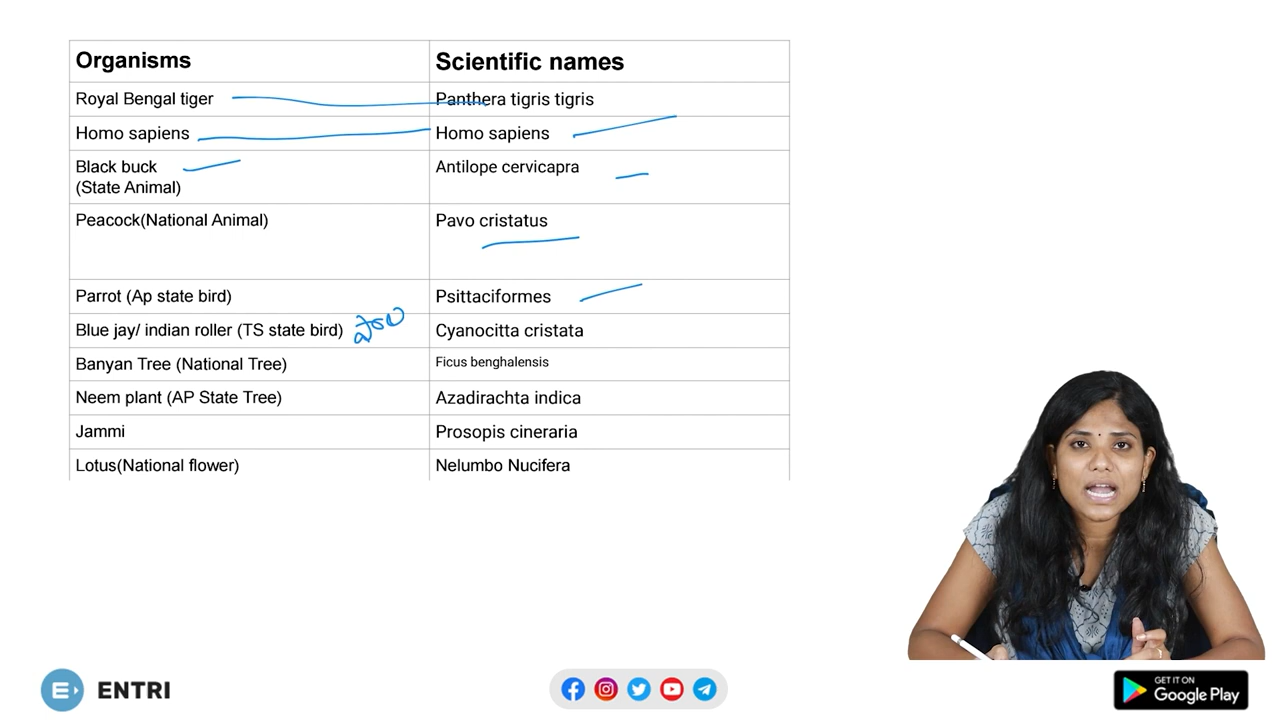 Organisms Scientific names
Royal Bengal tiger Panthera tigris tigris
Homo sapiens Homo sapiens
Black buck Antilope cervicapra
(State Animal)
Peacock(National Animal) Pavo cristatus
Parrot (Ap state bird) Psittaciformes
Blue jay/ indian roller (TS state bird) Cyanocitta cristata
Banyan Tree (National Tree) Ficus benghalensis
Neem plant (AP State Tree) Azadirachta indica
Jammi Prosopis cineraria
Lotus(National flower) Nelumbo Nucifera
E ENTRI
GET IT ON
Google Play